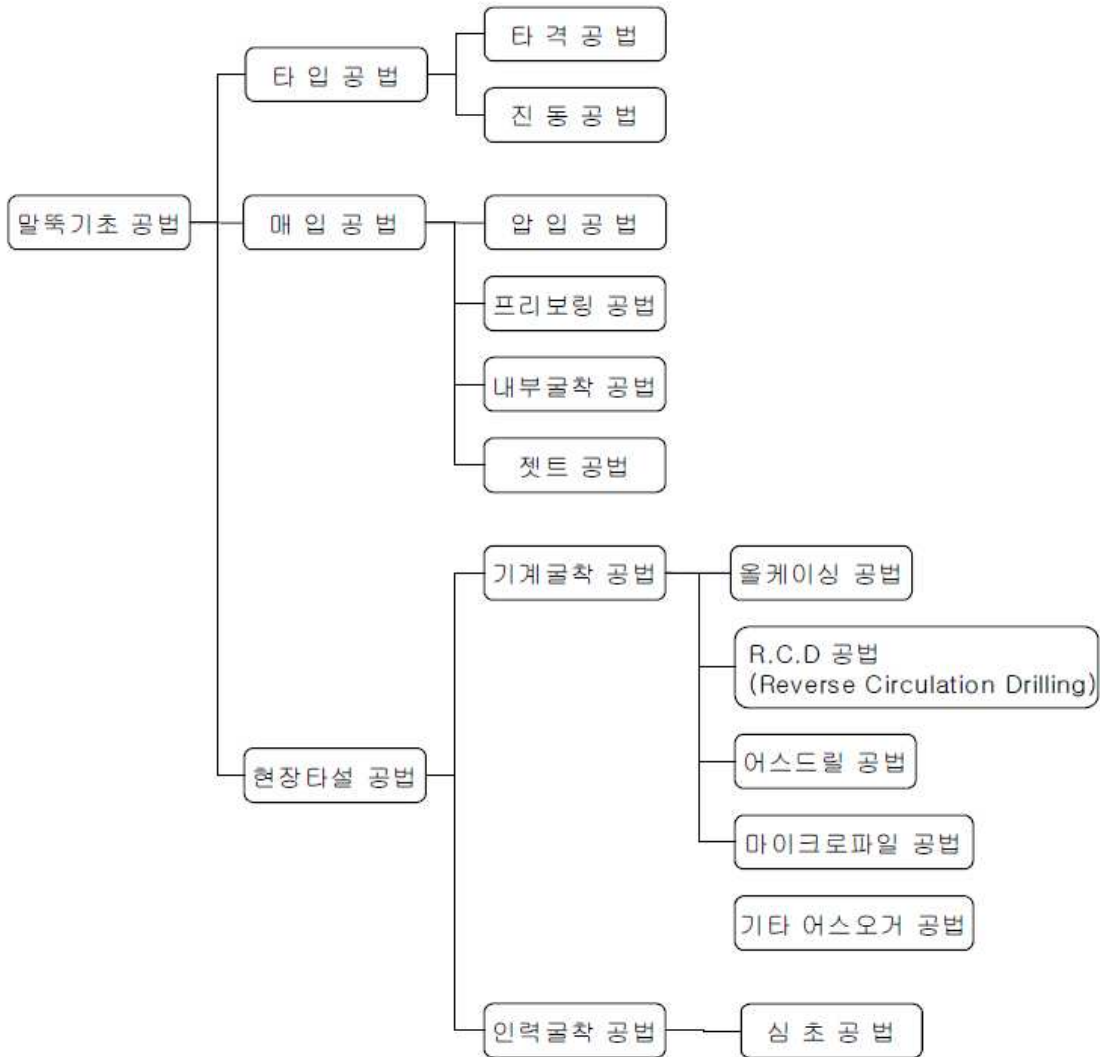 타 격 공 법
타 입 공 법
진 동 공 법
말뚝기초 공법
매 입 공 법
압 입 공 법
프리보링 공법
내부굴착 공법
젯트 공법
기계굴착 공법
올케이싱 공법
R.C.D 공법
(Reverse Circulation Drilling)
어스드릴 공법
현장타설 공법
마이크로파일 공법
기타 어스오거 공법
인력굴착 공법
심 초 공 법